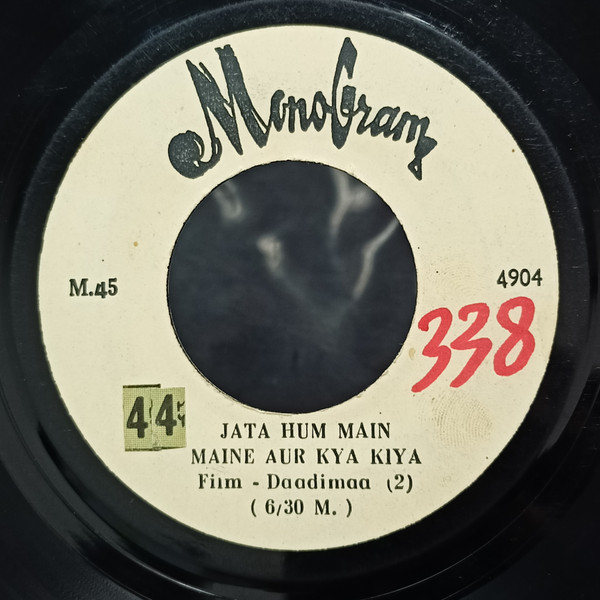 MonoGram
M.45
4904
338
44
JATA HUM MAIN
MAINE AUR KYA KIYA
Film - Daadimaa (2)
( 6/30 M. )